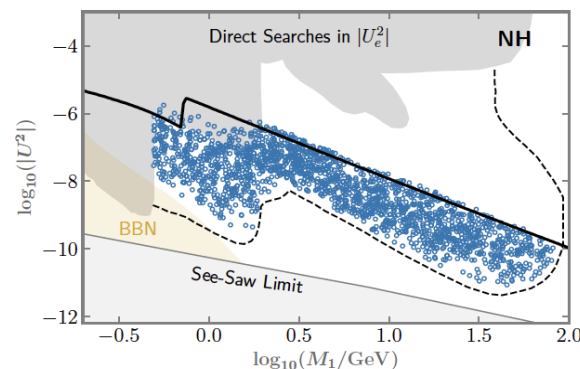 Direct Searches in |U_e^2|
NH
BBN
See-Saw Limit
log₁₀(|U²|)
−4
−6
−8
−10
−12
−0.5 0.0 0.5 1.0 1.5 2.0
log₁₀(M₁/GeV)